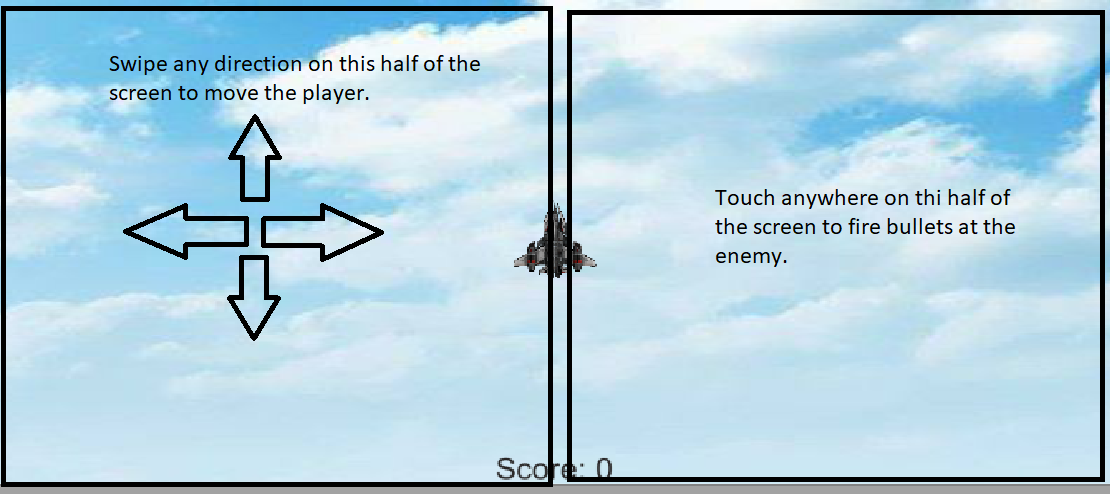 Swipe any direction on this half of the
screen to move the player.
Touch anywhere on thi half of
the screen to fire bullets at the
enemy.
Score: 0